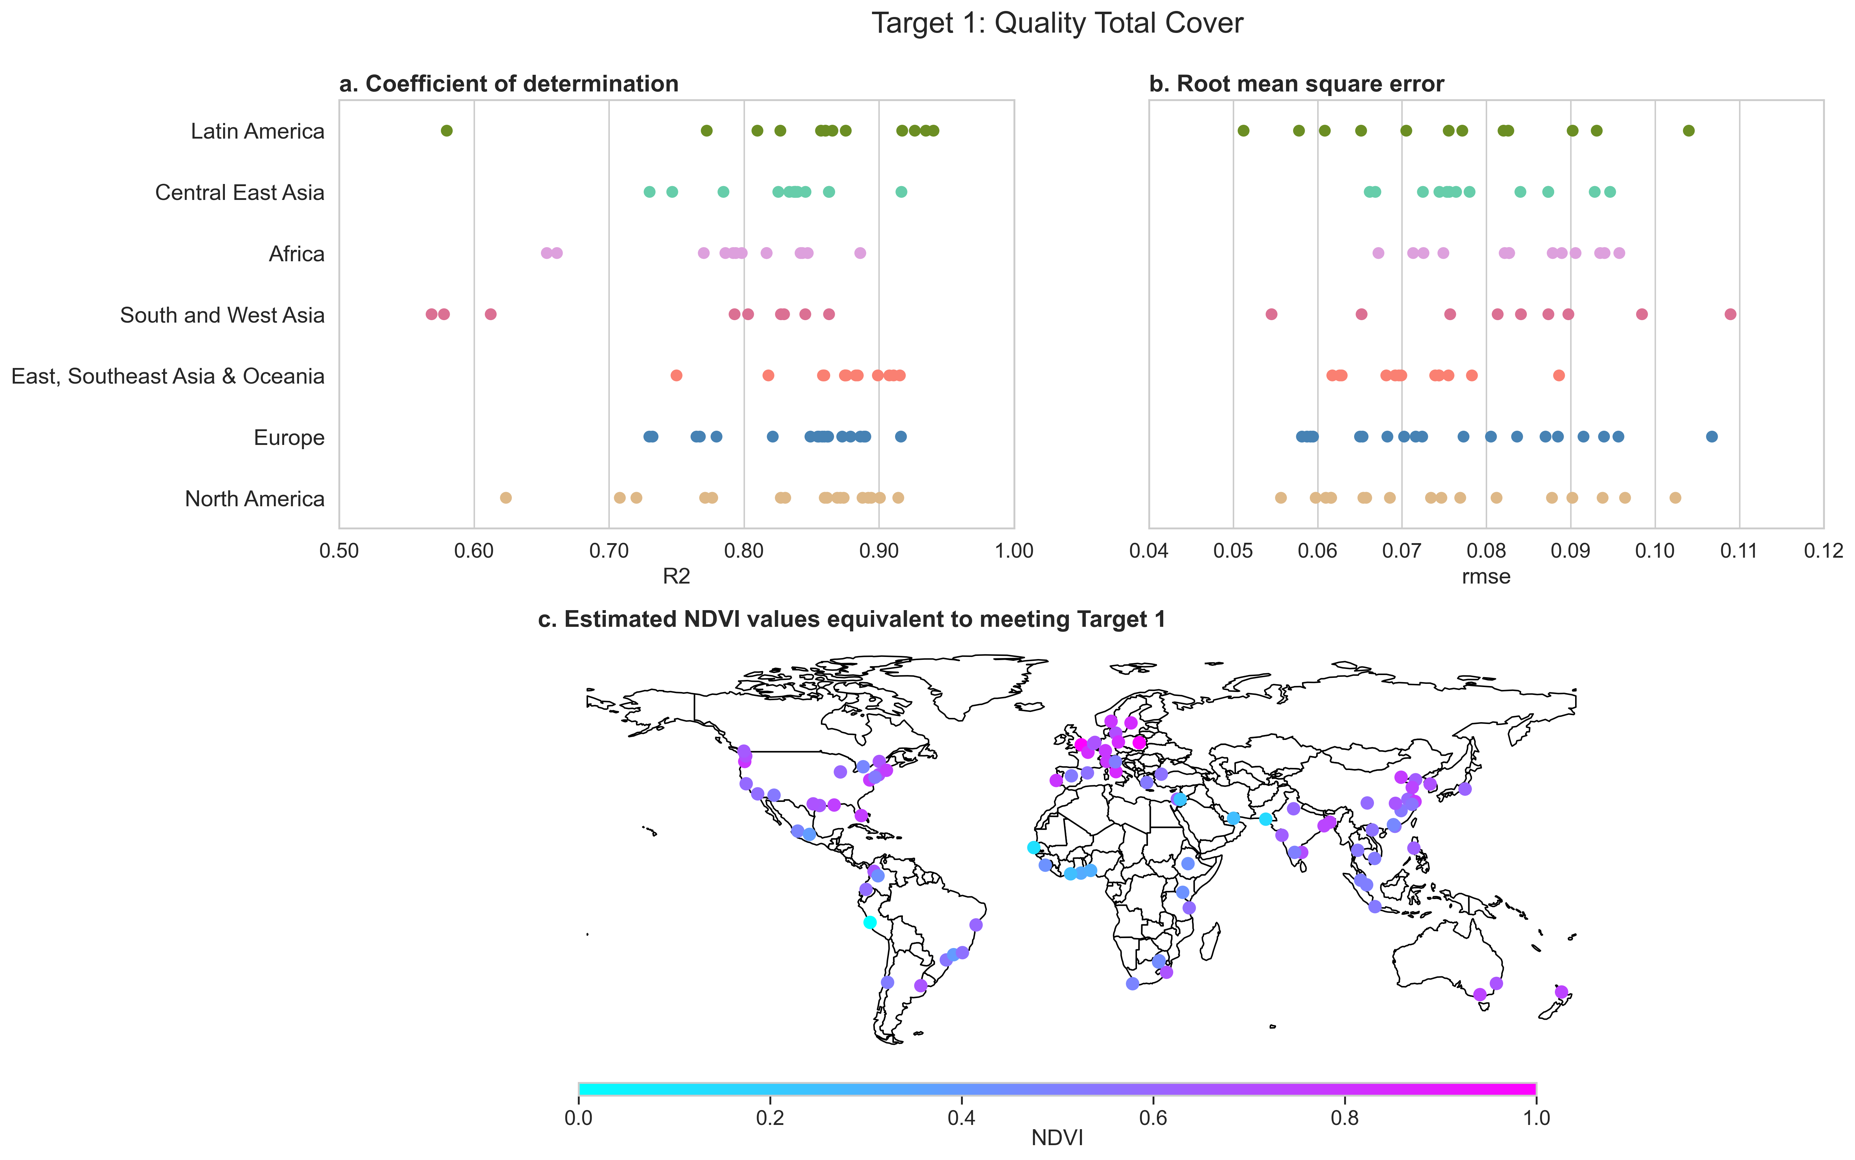 Target 1: Quality Total Cover
a. Coefficient of determination
Latin America
Central East Asia
Africa
South and West Asia
East, Southeast Asia & Oceania
Europe
North America
0.50 0.60 0.70 0.80 0.90 1.00
R2
b. Root mean square error
0.04 0.05 0.06 0.07 0.08 0.09 0.10 0.11 0.12
rmse
c. Estimated NDVI values equivalent to meeting Target 1
0.0 0.2 0.4 0.6 0.8 1.0
NDVI